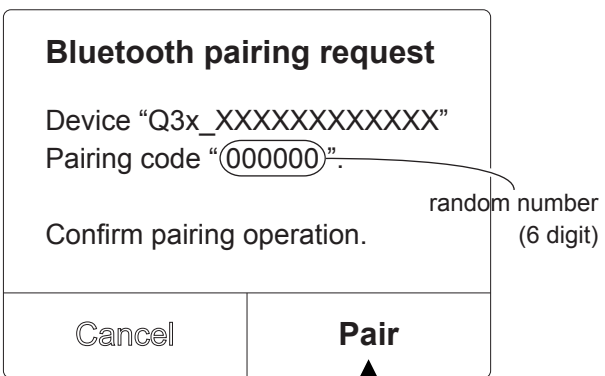 Bluetooth pairing request
Device “Q3x_XXXXXXXXXXXX”
Pairing code “000000”.
random number
(6 digit)
Confirm pairing operation.
Cancel
Pair